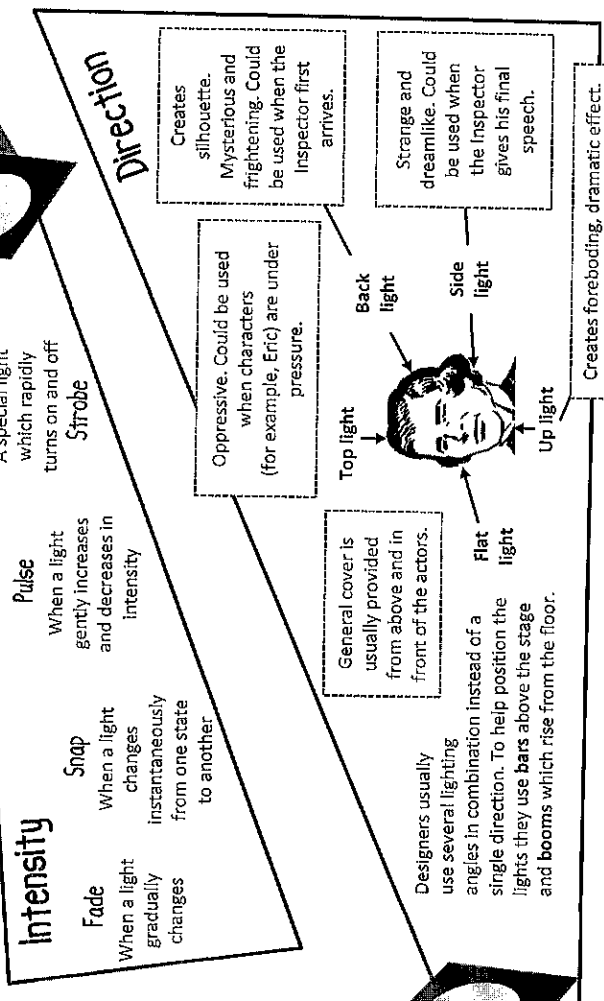 Intensity
Fade
When a light
gradually
changes
Snap
When a light
changes
instantaneously
from one state
to another
Pulse
When a light
gently increases
and decreases in
intensity
A special light
which rapidly
turns on and off
Strobe
Direction
Creates
silhouette.
Mysterious and
frightening. Could
be used when the
Inspector first
arrives.
Oppressive. Could be used
when characters
(for example, Eric) are under
pressure.
Strange and
dreamlike. Could
be used when
the Inspector
gives his final
speech.
General cover is
usually provided
from above and in
front of the actors.
Top light
Back
light
Side
light
Flat
light
Up light
Creates foreboding, dramatic effect.
Designers usually
use several lighting
angles in combination instead of a
single direction. To help position the
lights they use bars above the stage
and booms which rise from the floor.